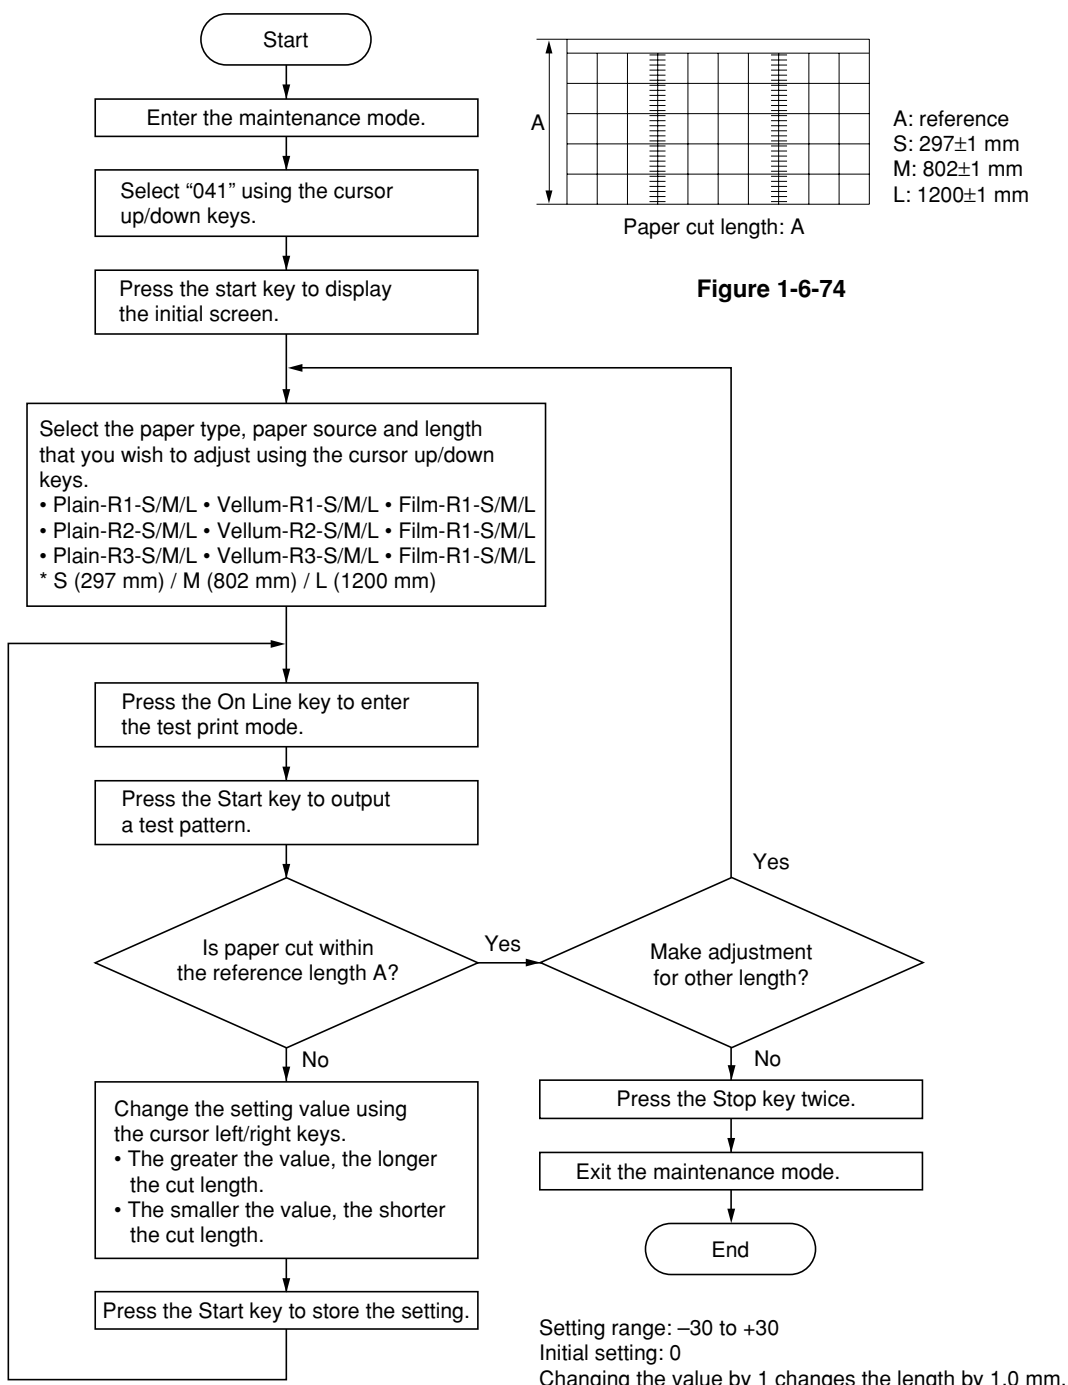 Start
Enter the maintenance mode.
Select “041” using the cursor
up/down keys.
Press the start key to display
the initial screen.
A
A: reference
S: 297±1 mm
M: 802±1 mm
L: 1200±1 mm
Paper cut length: A
Figure 1-6-74
Select the paper type, paper source and length
that you wish to adjust using the cursor up/down
keys.
• Plain-R1-S/M/L • Vellum-R1-S/M/L • Film-R1-S/M/L
• Plain-R2-S/M/L • Vellum-R2-S/M/L • Film-R1-S/M/L
• Plain-R3-S/M/L • Vellum-R3-S/M/L • Film-R1-S/M/L
* S (297 mm) / M (802 mm) / L (1200 mm)
Press the On Line key to enter
the test print mode.
Press the Start key to output
a test pattern.
Is paper cut within
the reference length A?
Yes
No
Make adjustment
for other length?
Yes
No
Change the setting value using
the cursor left/right keys.
• The greater the value, the longer
the cut length.
• The smaller the value, the shorter
the cut length.
Press the Start key to store the setting.
Press the Stop key twice.
Exit the maintenance mode.
End
Setting range: –30 to +30
Initial setting: 0
Changing the value by 1 changes the length by 1.0 mm.